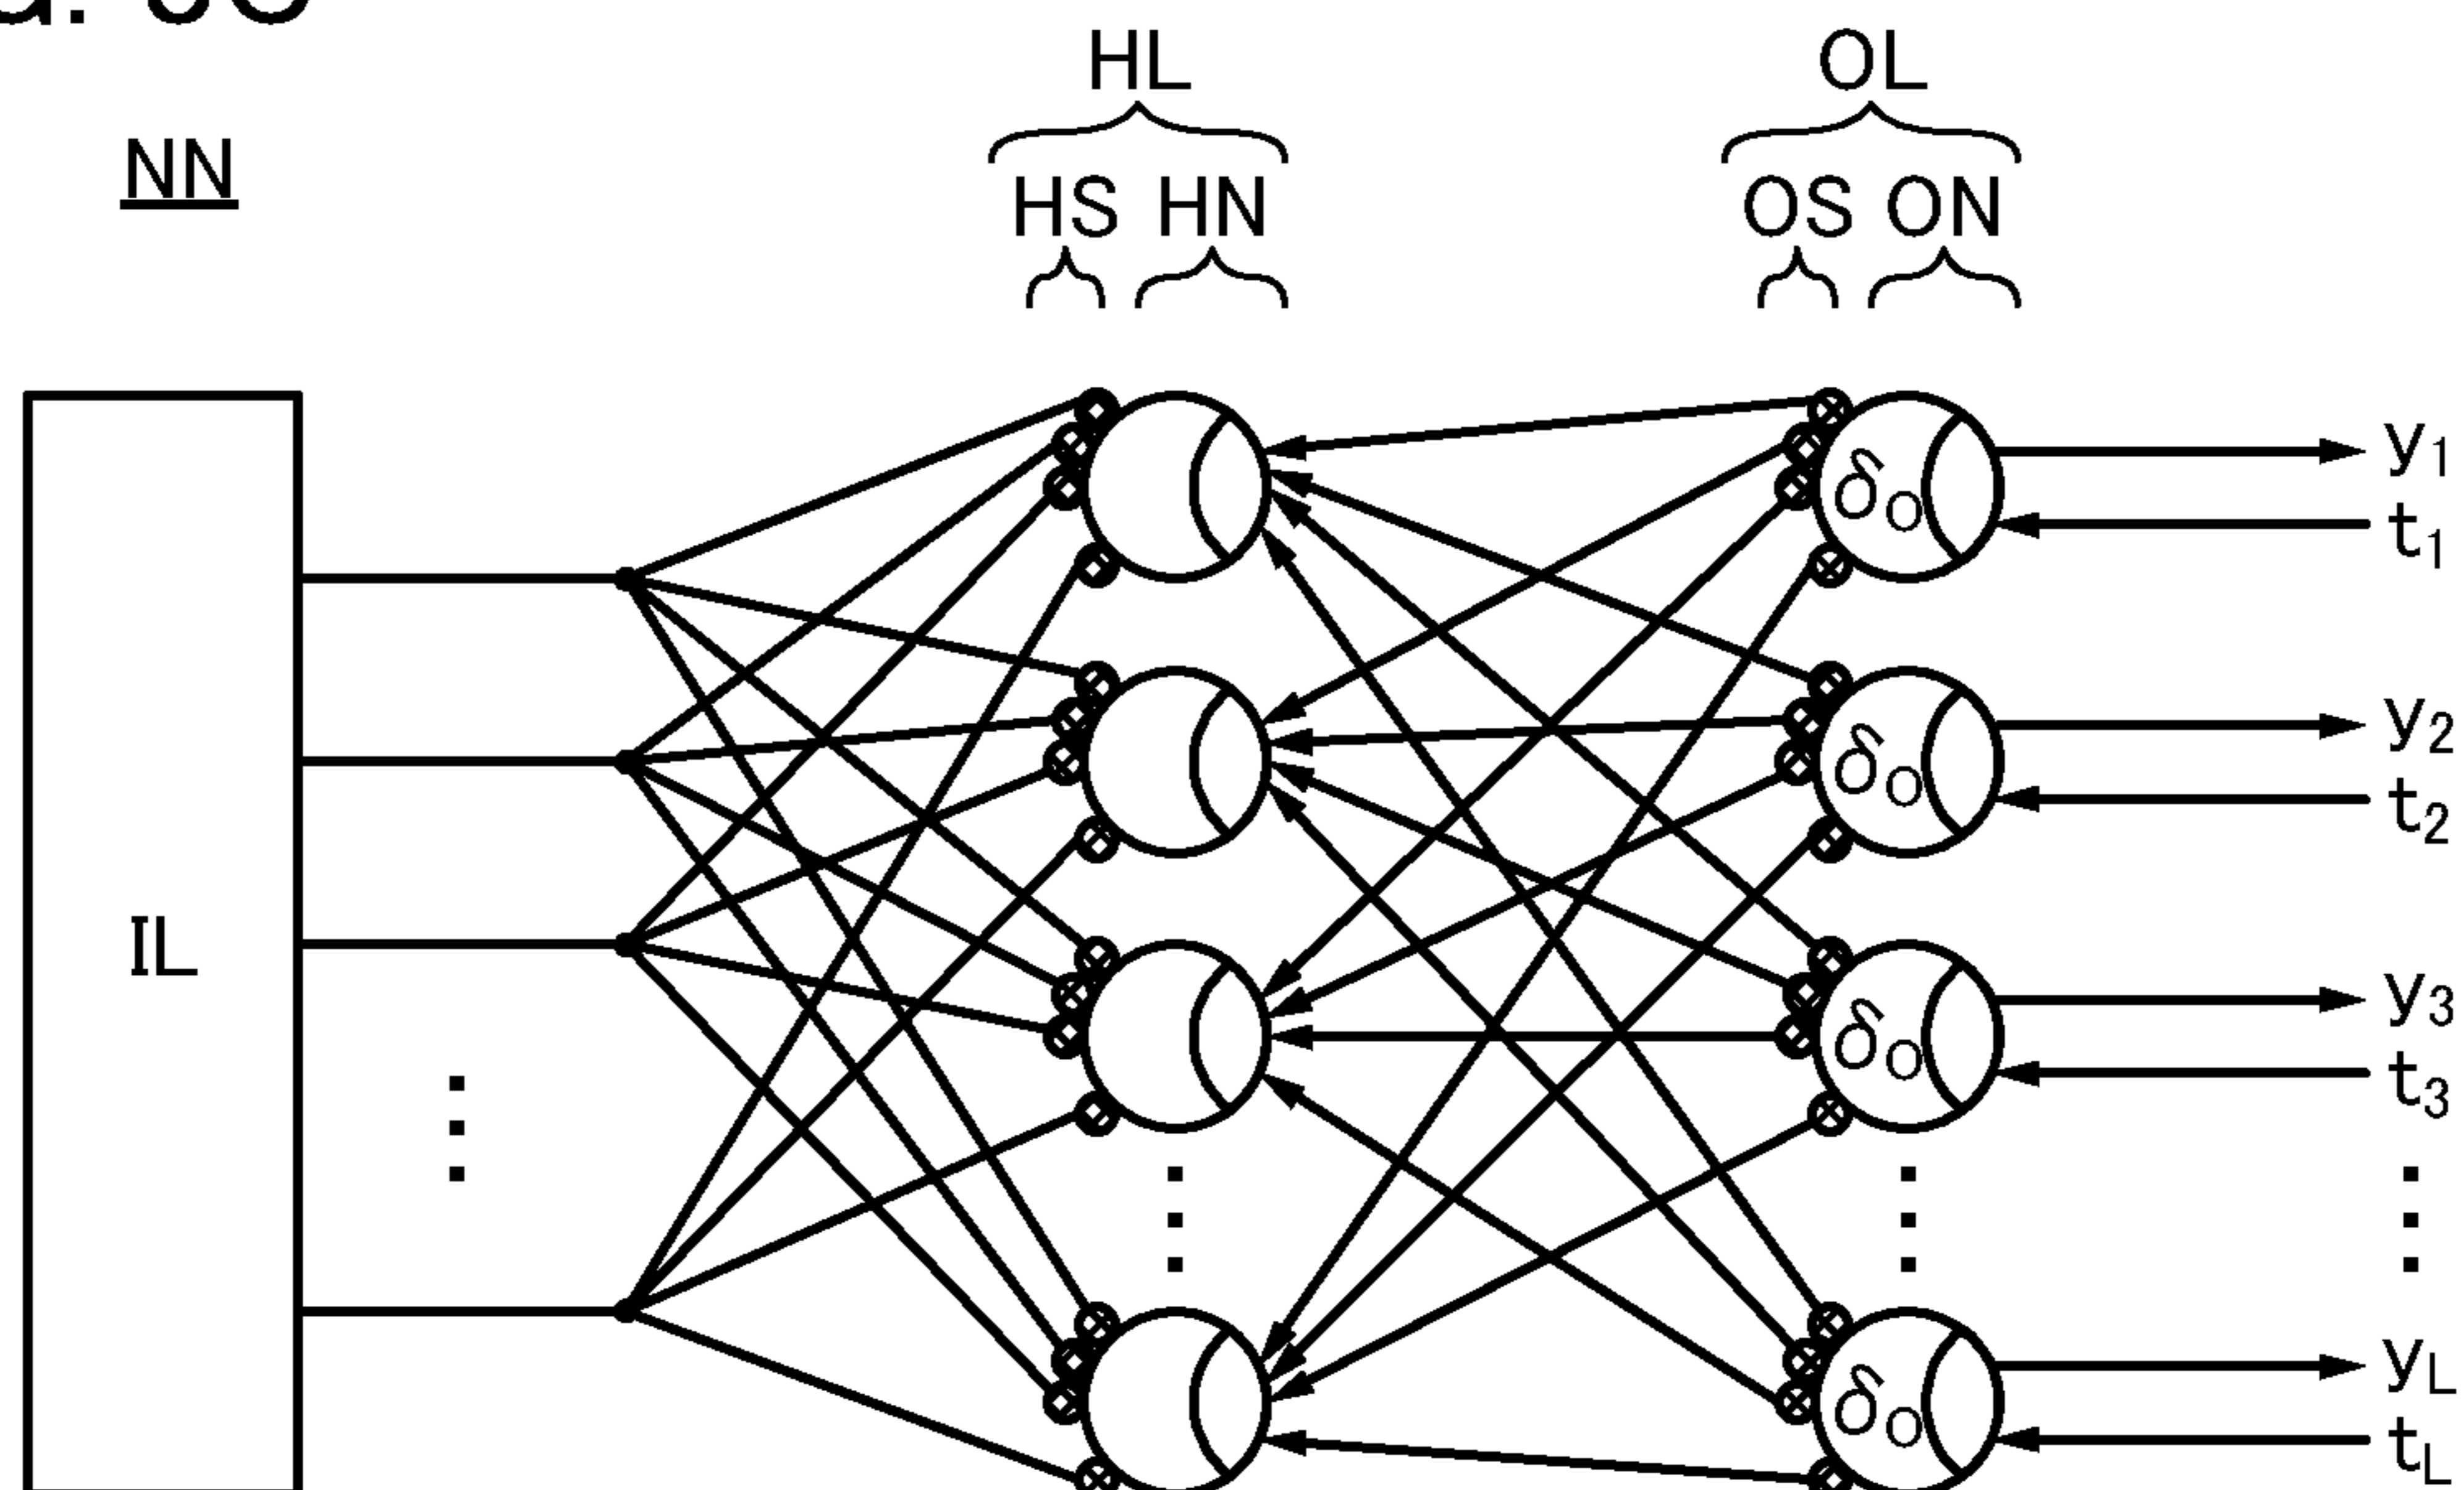 HL
OL
NN
HS HN
OS ON
IL
δO
y1
t1
δO
y2
t2
δO
y3
t3
δO
yL
tL